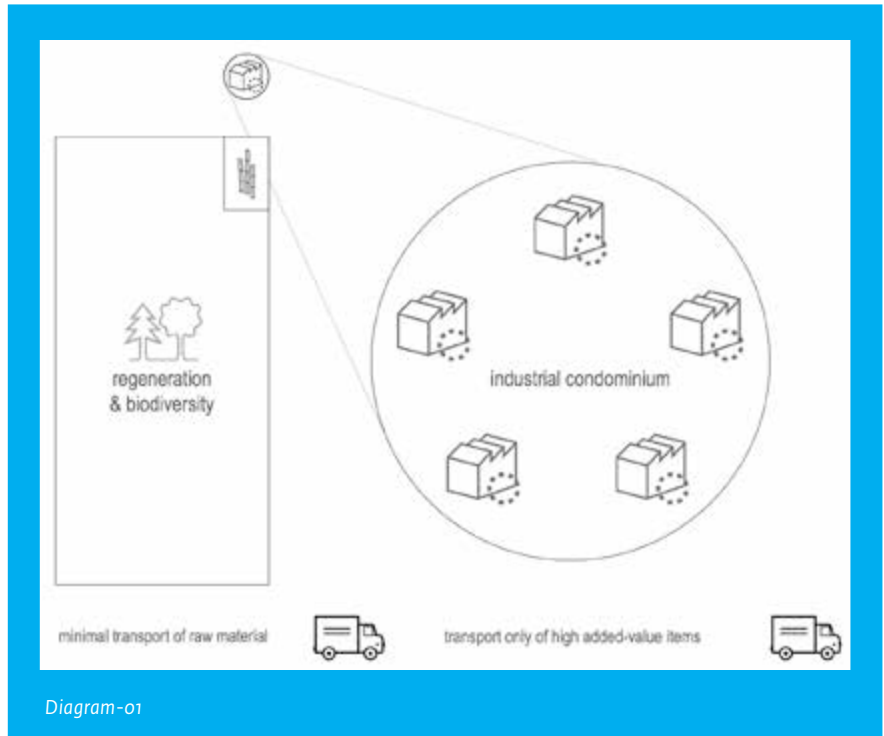 regeneration
& biodiversity
industrial condominium
minimal transport of raw material
transport only of high added-value items
Diagram-01